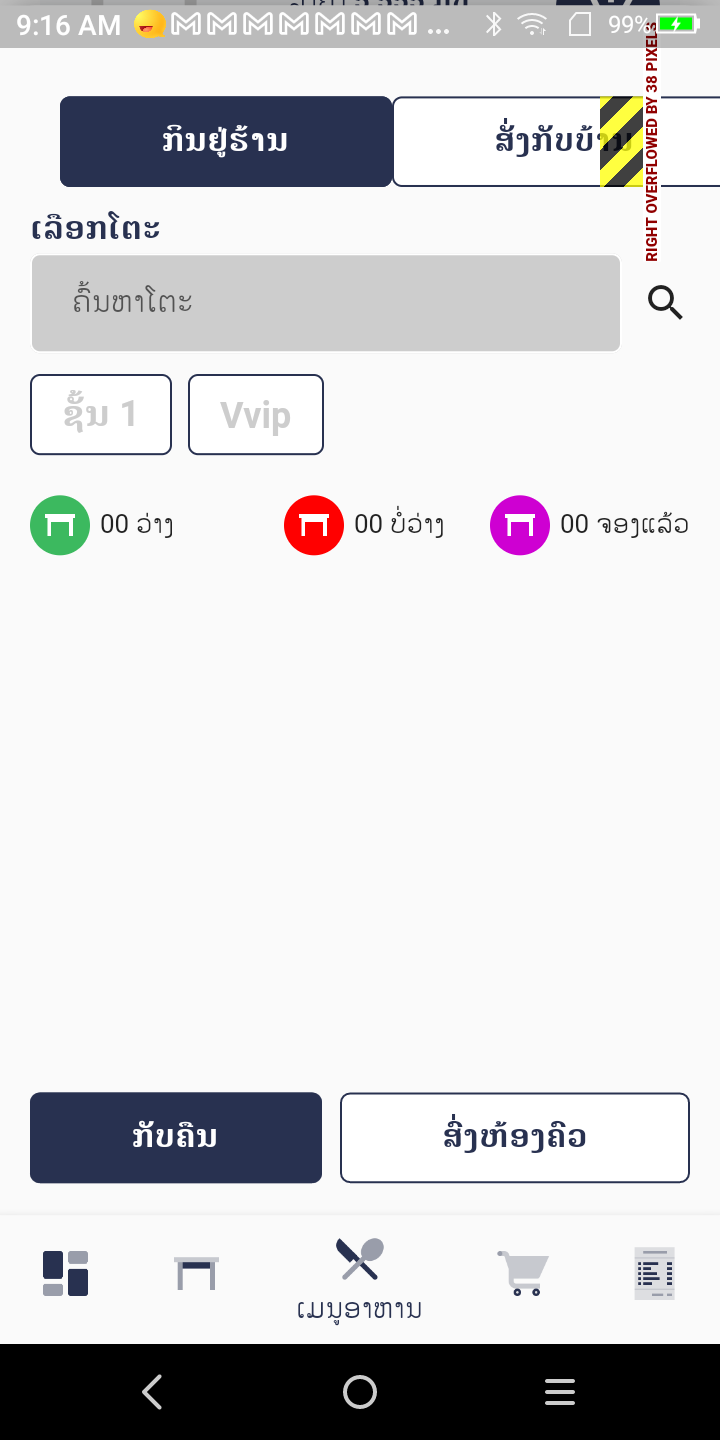 9:16 AM ... 99%
ກິນຢູ່ຮ້ານ
ສັ່ງກັບບ້ານ
RIGHT OVERFLOWED BY 38 PIXELS
ເລືອກໂຕະ
ຄົ້ນຫາໂຕະ
ຊັ້ນ 1
Vvip
00 ວ່າງ
00 ບໍ່ວ່າງ
00 ຈອງແລ້ວ
ກັບຄືນ
ສົ່ງຫ້ອງຄົວ
ເມນູອາຫານ